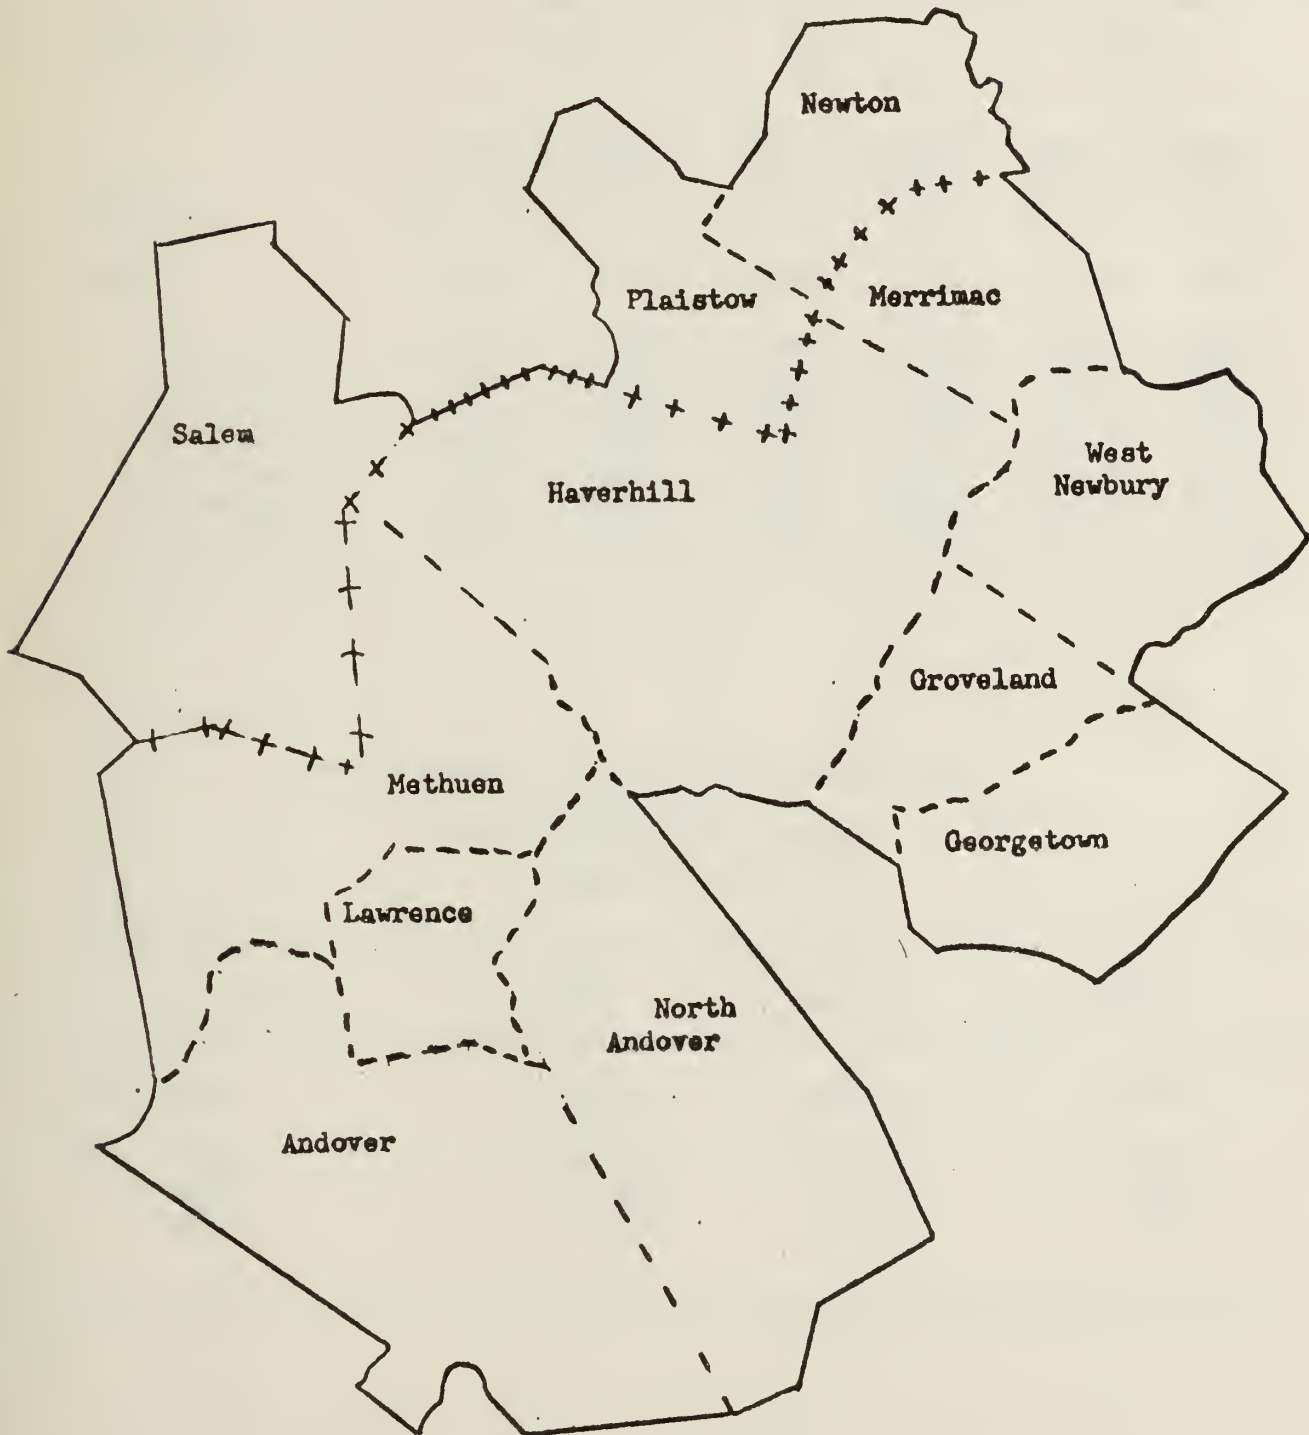 Newton
Plaistow
Merrimac
Salem
Haverhill
West
Newbury
Groveland
Methuen
Georgetown
Lawrence
North
Andover
Andover